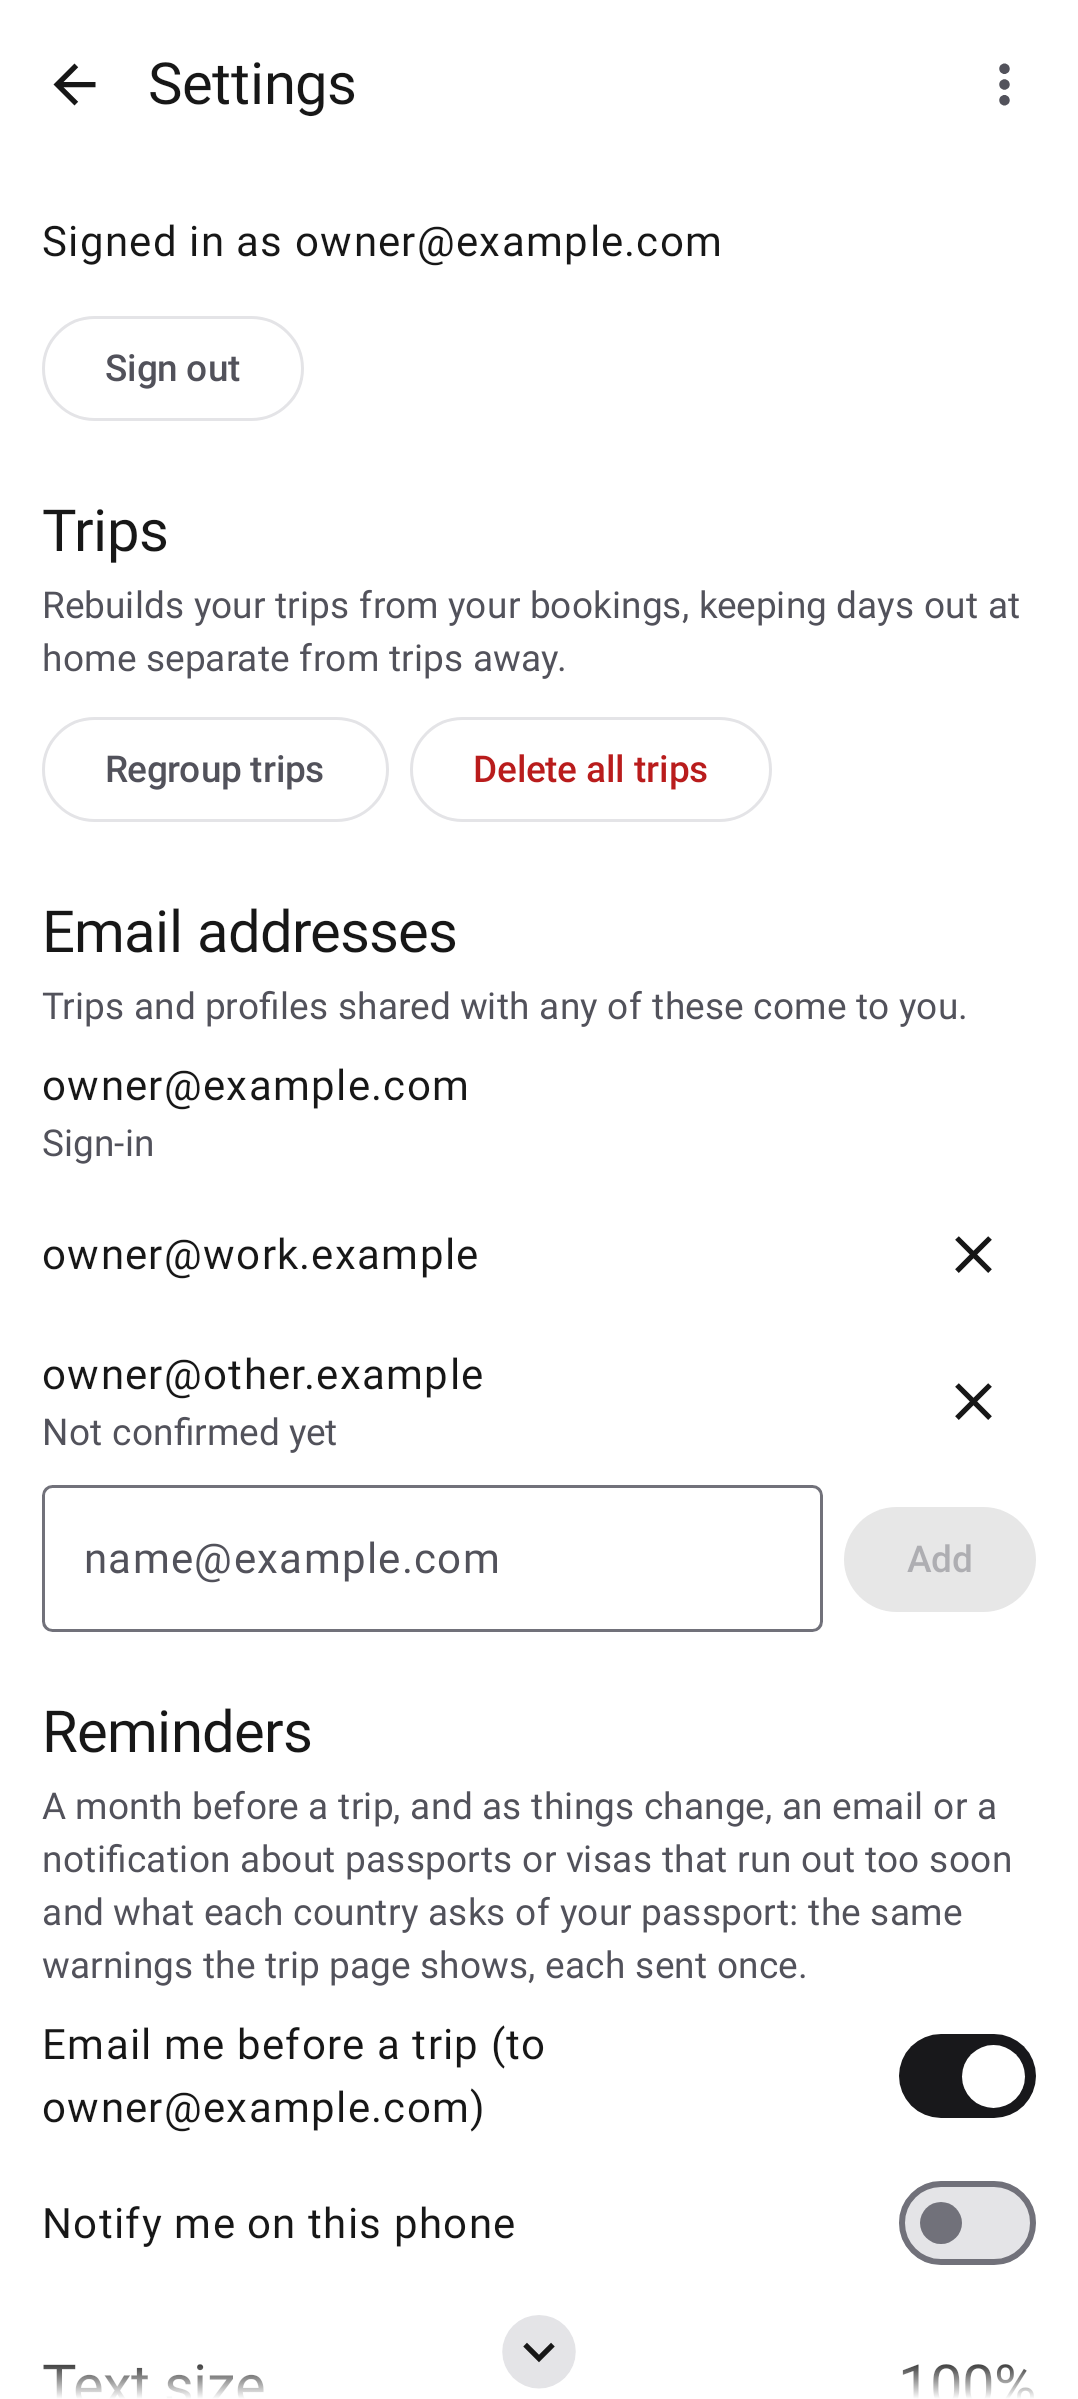 Settings
Signed in as owner@example.com
Sign out
Trips
Rebuilds your trips from your bookings, keeping days out at
home separate from trips away.
Regroup trips
Delete all trips
Email addresses
Trips and profiles shared with any of these come to you.
owner@example.com
Sign-in
owner@work.example
owner@other.example
Not confirmed yet
name@example.com
Add
Reminders
A month before a trip, and as things change, an email or a
notification about passports or visas that run out too soon
and what each country asks of your passport: the same
warnings the trip page shows, each sent once.
Email me before a trip (to
owner@example.com)
Notify me on this phone
Text size
100%